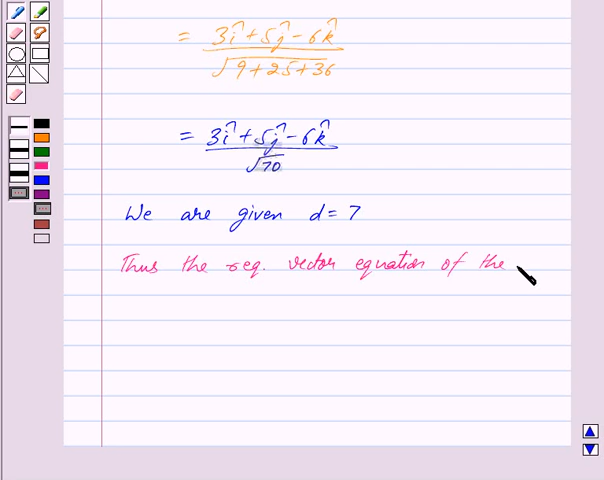 = 3î + 5ĵ - 6k̂ / √9+25+36
= 3î + 5ĵ - 6k̂ / √70
We are given d = 7
Thus the req. vector equation of the